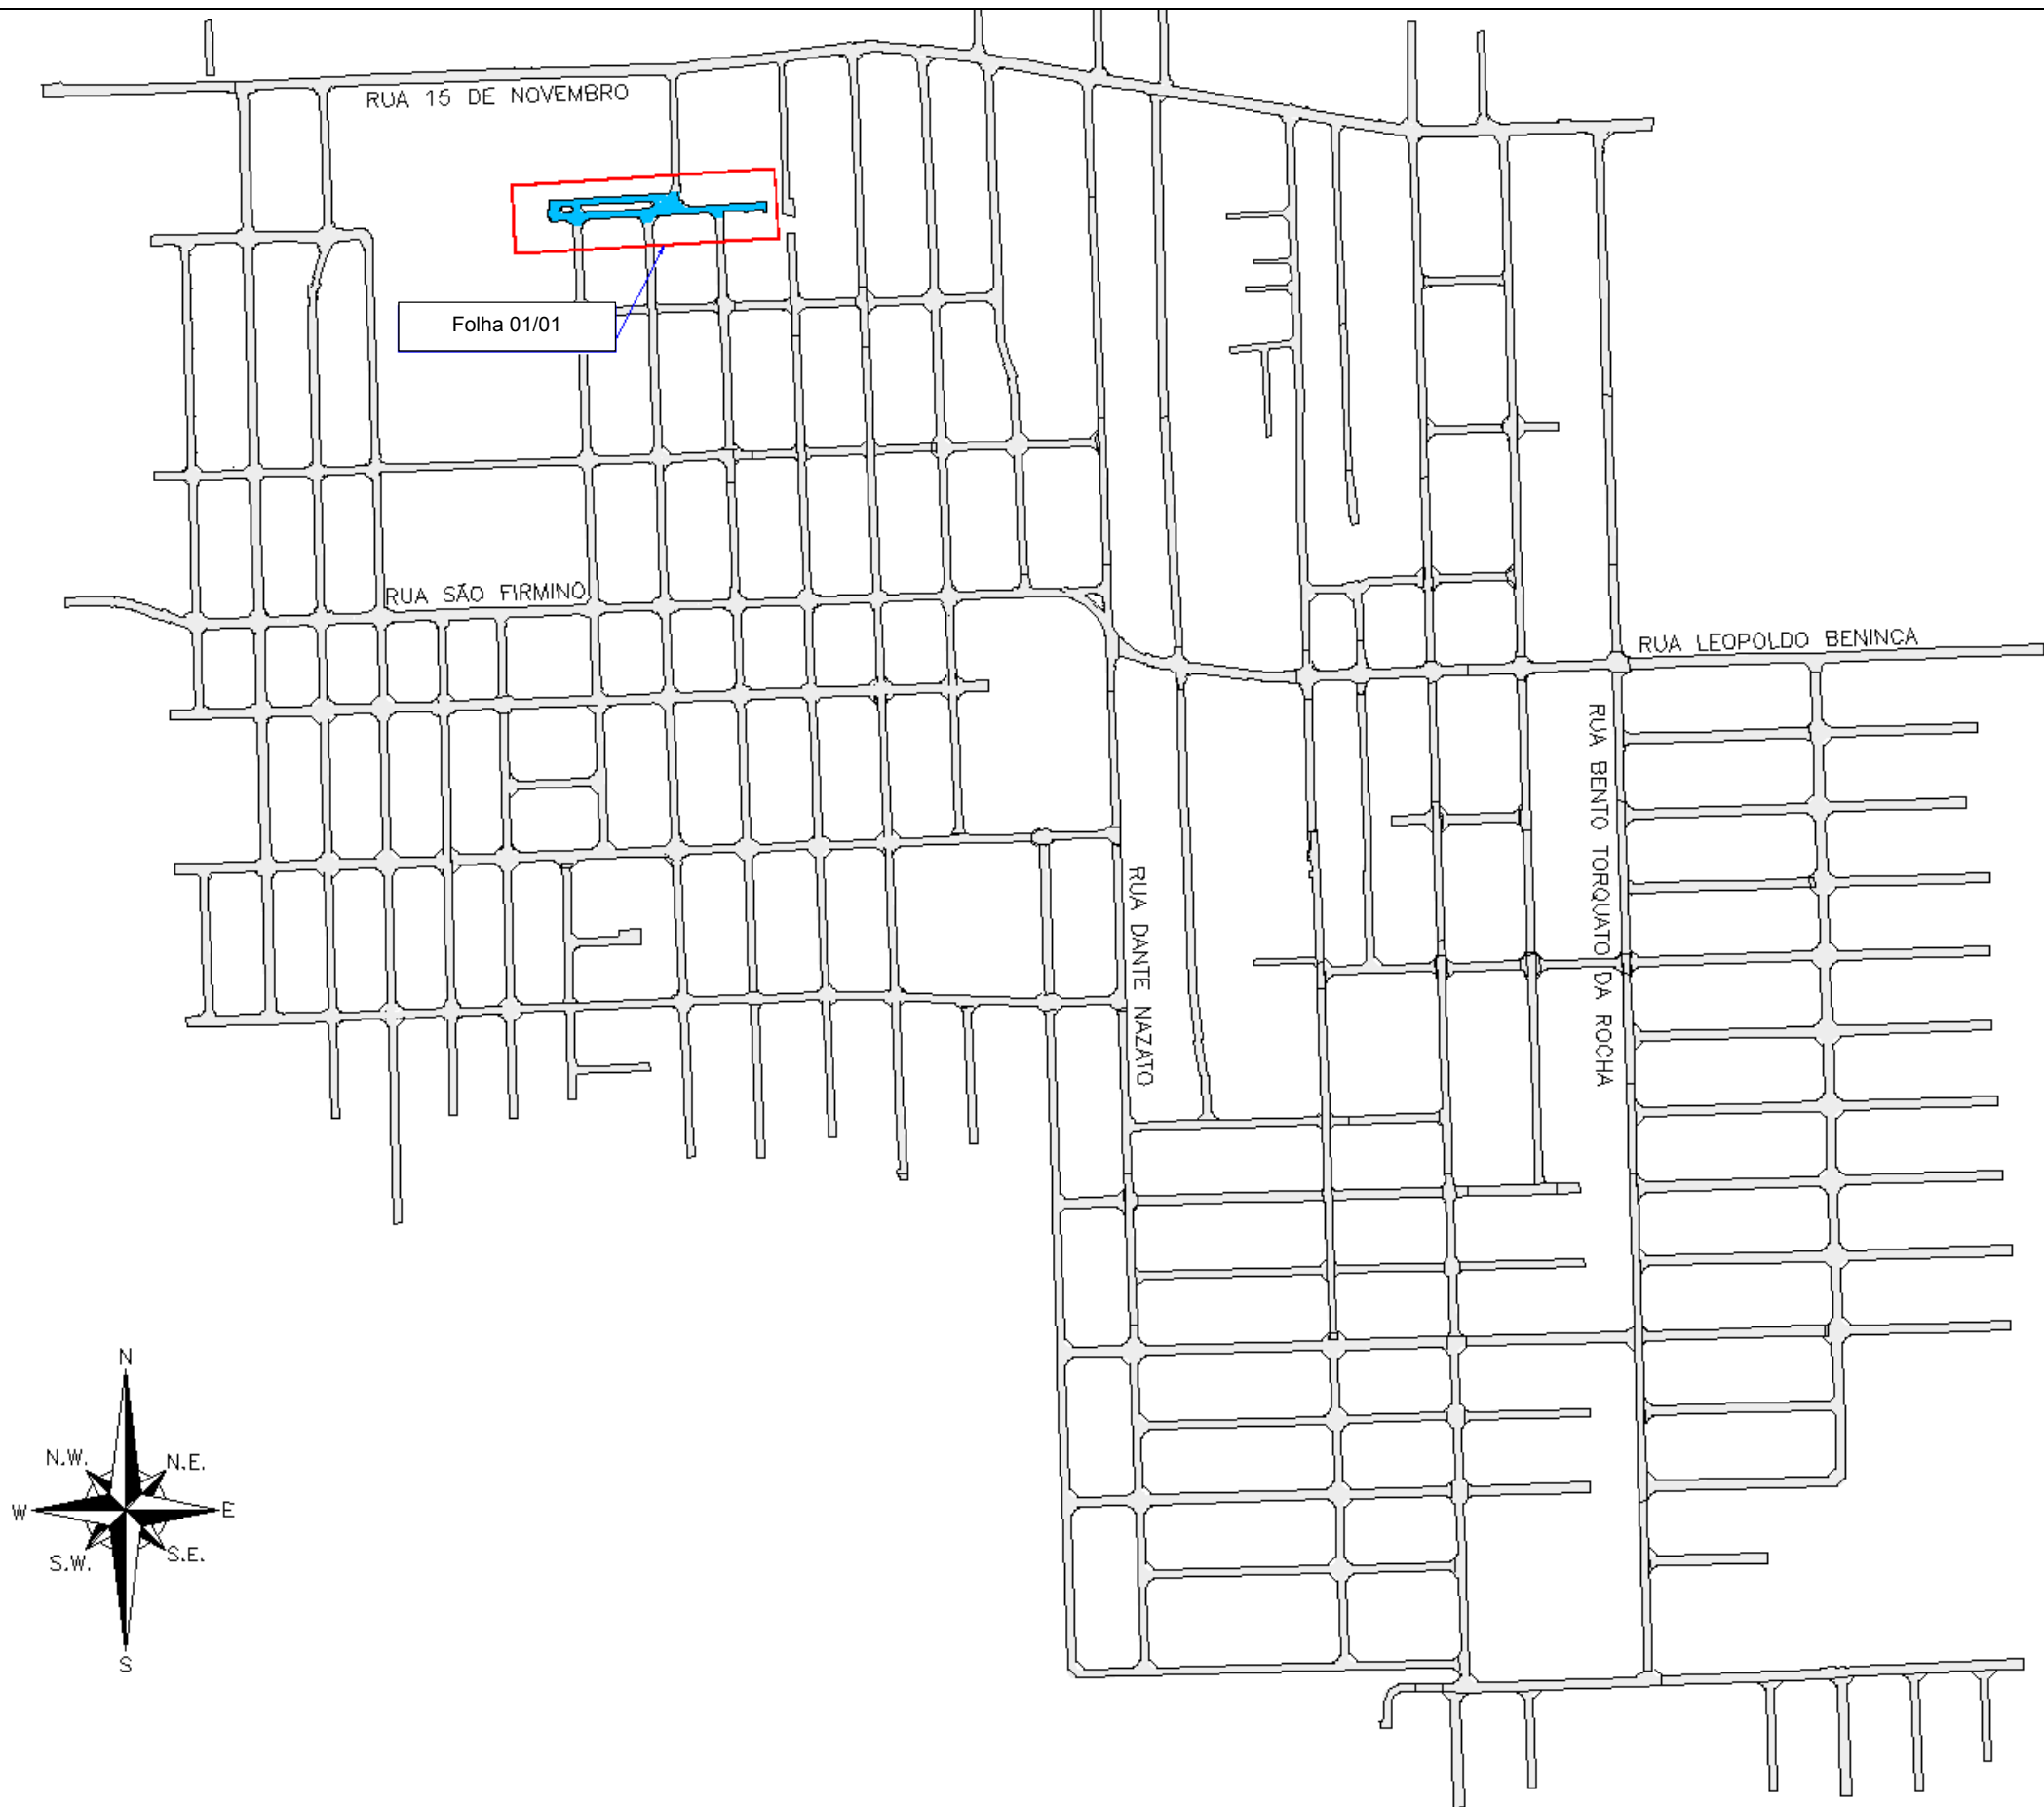 RUA 15 DE NOVEMBRO
Folha 01/01
RUA SÃO FIRMINO
RUA LEOPOLDO BENINCA
RUA BENTO TORQUATO DA ROCHA
RUA DANTE NAZATO
N
N.W.
N.E.
W
E
S.W.
S.E.
S